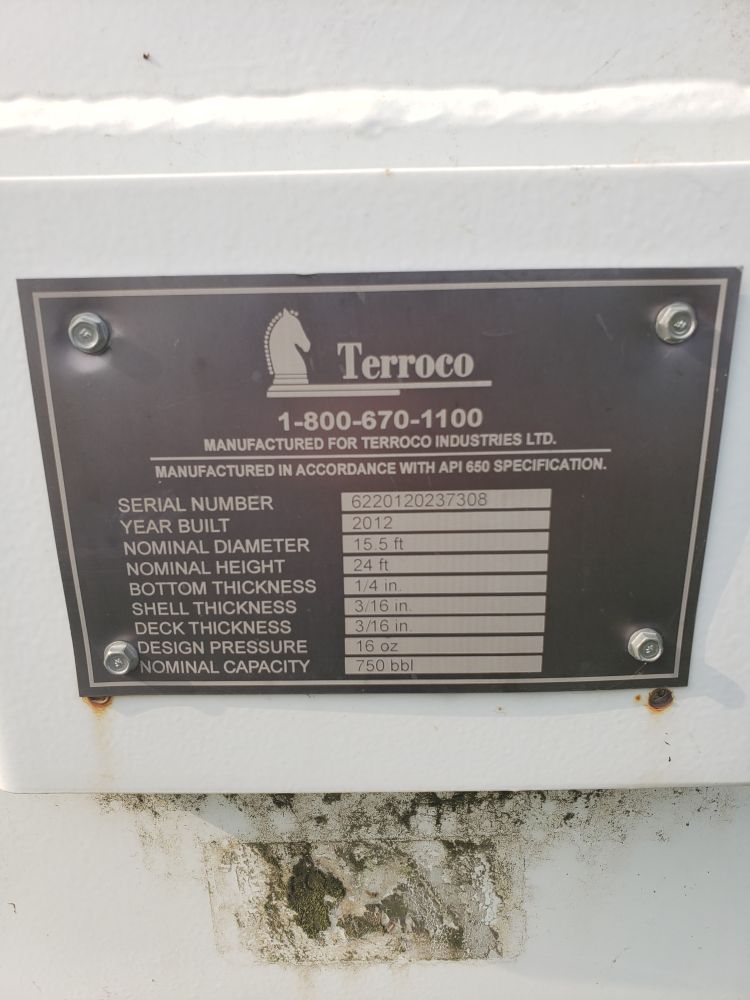 Terroco
1-800-670-1100
MANUFACTURED FOR TERROCO INDUSTRIES LTD.
MANUFACTURED IN ACCORDANCE WITH API 650 SPECIFICATION.
SERIAL NUMBER 6220120237308
YEAR BUILT 2012
NOMINAL DIAMETER 15.5 ft
NOMINAL HEIGHT 24 ft
BOTTOM THICKNESS 1/4 in.
SHELL THICKNESS 3/16 in.
DECK THICKNESS 3/16 in.
DESIGN PRESSURE 16 oz
NOMINAL CAPACITY 750 bbl